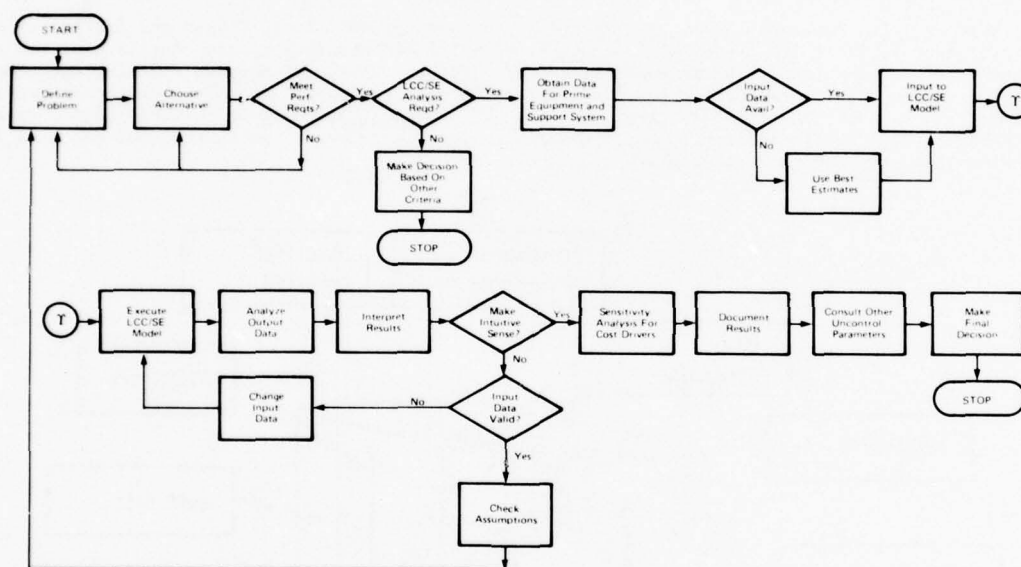 START
Define
Problem
Choose
Alternative
Meet
Perf
Reqts?
Yes
No
LCC/SE
Analysis
Reqd?
Yes
No
Make Decision
Based On
Other
Criteria
STOP
Obtain Data
For Prime
Equipment and
Support System
Input
Data
Avail?
Yes
No
Use Best
Estimates
Input to
LCC/SE
Model
ϒ
ϒ
Execute
LCC/SE
Model
Analyze
Output
Data
Interpret
Results
Make
Intuitive
Sense?
Yes
No
Sensitivity
Analysis For
Cost Drivers
Document
Results
Consult Other
Uncontrol
Parameters
Make
Final
Decision
STOP
Input
Data
Valid?
No
Yes
Change
Input
Data
Check
Assumptions